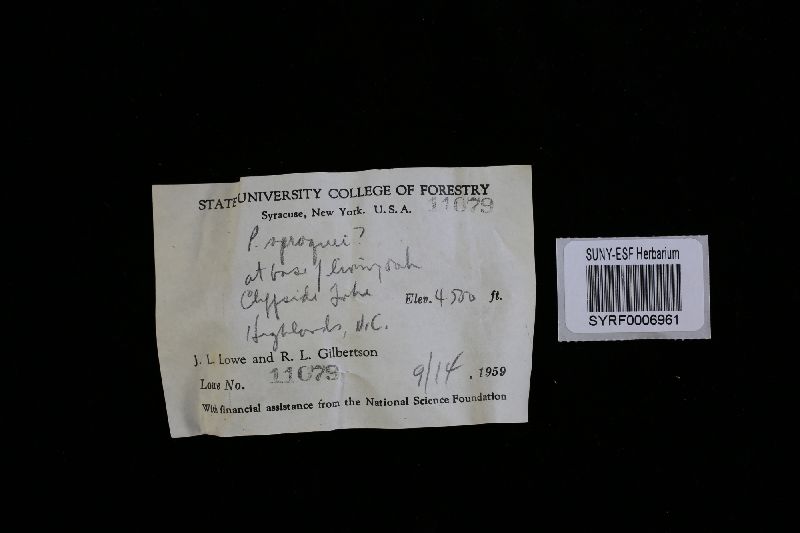 STATE UNIVERSITY COLLEGE OF FORESTRY
Syracuse, New York. U.S.A. 11079
P. spraguei?
at base / living oak
Cliffside Lake Elev. 4500 ft.
Highlands, N.C.
J. L. Lowe and R. L. Gilbertson
Lowe No. 11079 9/14, 1959
With financial assistance from the National Science Foundation
SUNY-ESF Herbarium
SYRF0006961